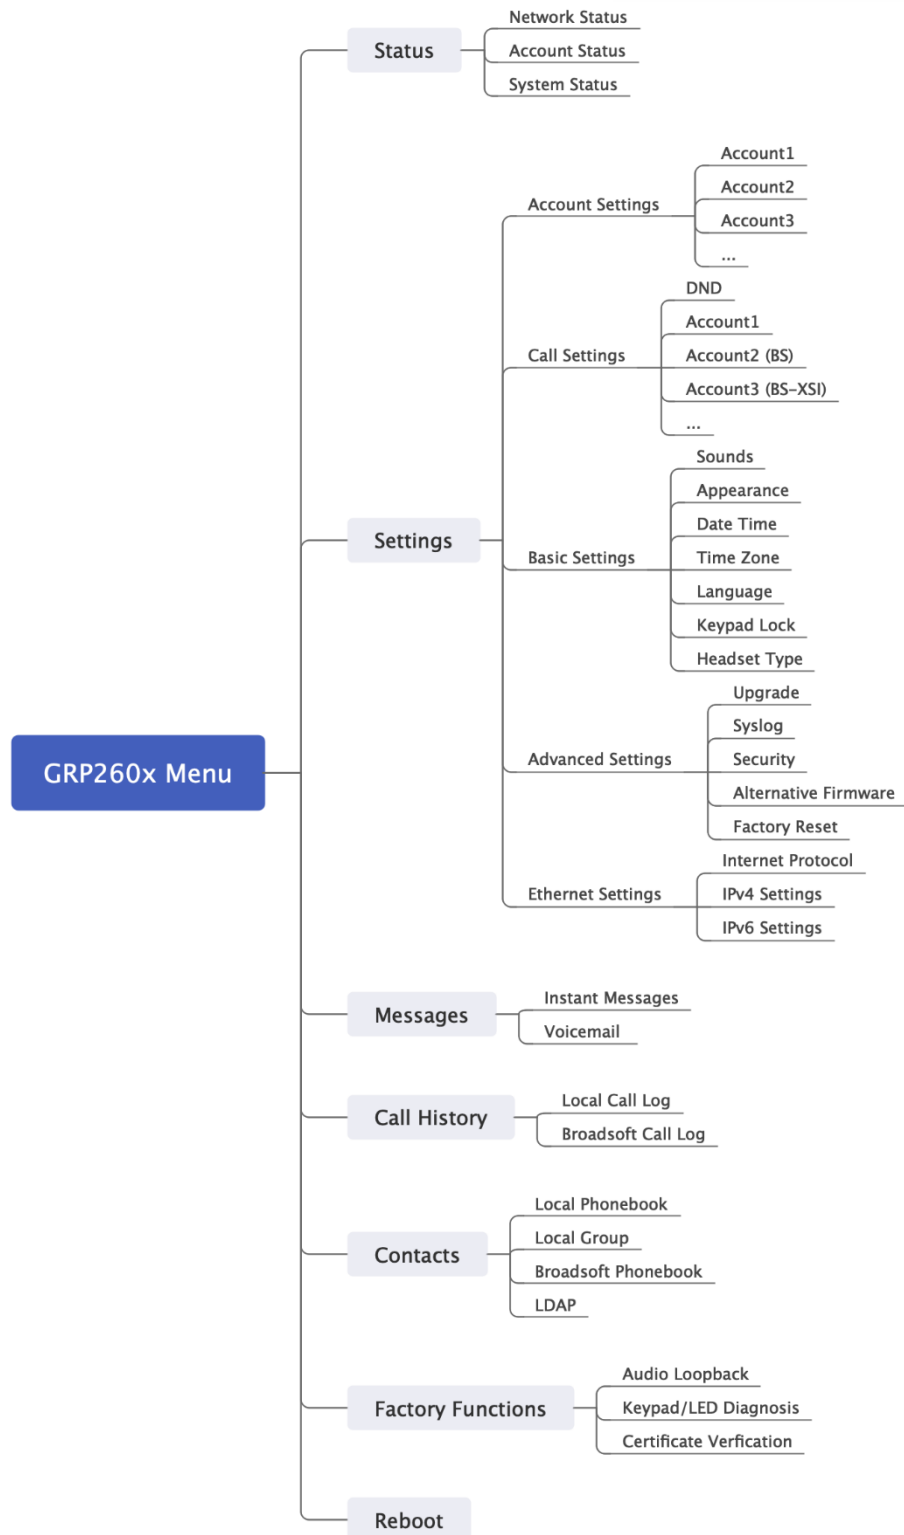 GRP260x Menu
Status
Network Status
Account Status
System Status
Settings
Account Settings
Account1
Account2
Account3
...
Call Settings
DND
Account1
Account2 (BS)
Account3 (BS-XSI)
...
Basic Settings
Sounds
Appearance
Date Time
Time Zone
Language
Keypad Lock
Headset Type
Advanced Settings
Upgrade
Syslog
Security
Alternative Firmware
Factory Reset
Ethernet Settings
Internet Protocol
IPv4 Settings
IPv6 Settings
Messages
Instant Messages
Voicemail
Call History
Local Call Log
Broadsoft Call Log
Contacts
Local Phonebook
Local Group
Broadsoft Phonebook
LDAP
Factory Functions
Audio Loopback
Keypad/LED Diagnosis
Certificate Verfication
Reboot